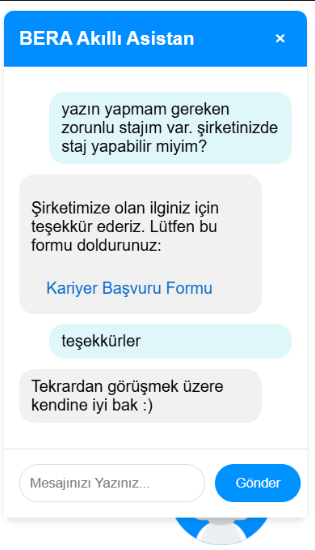 BERA Akıllı Asistan ×
yazın yapmam gereken
zorunlu stajım var. şirketinizde
staj yapabilir miyim?
Şirketimize olan ilginiz için
teşekkür ederiz. Lütfen bu
formu doldurunuz:
Kariyer Başvuru Formu
teşekkürler
Tekrardan görüşmek üzere
kendine iyi bak :)
Mesajınızı Yazınız... Gönder